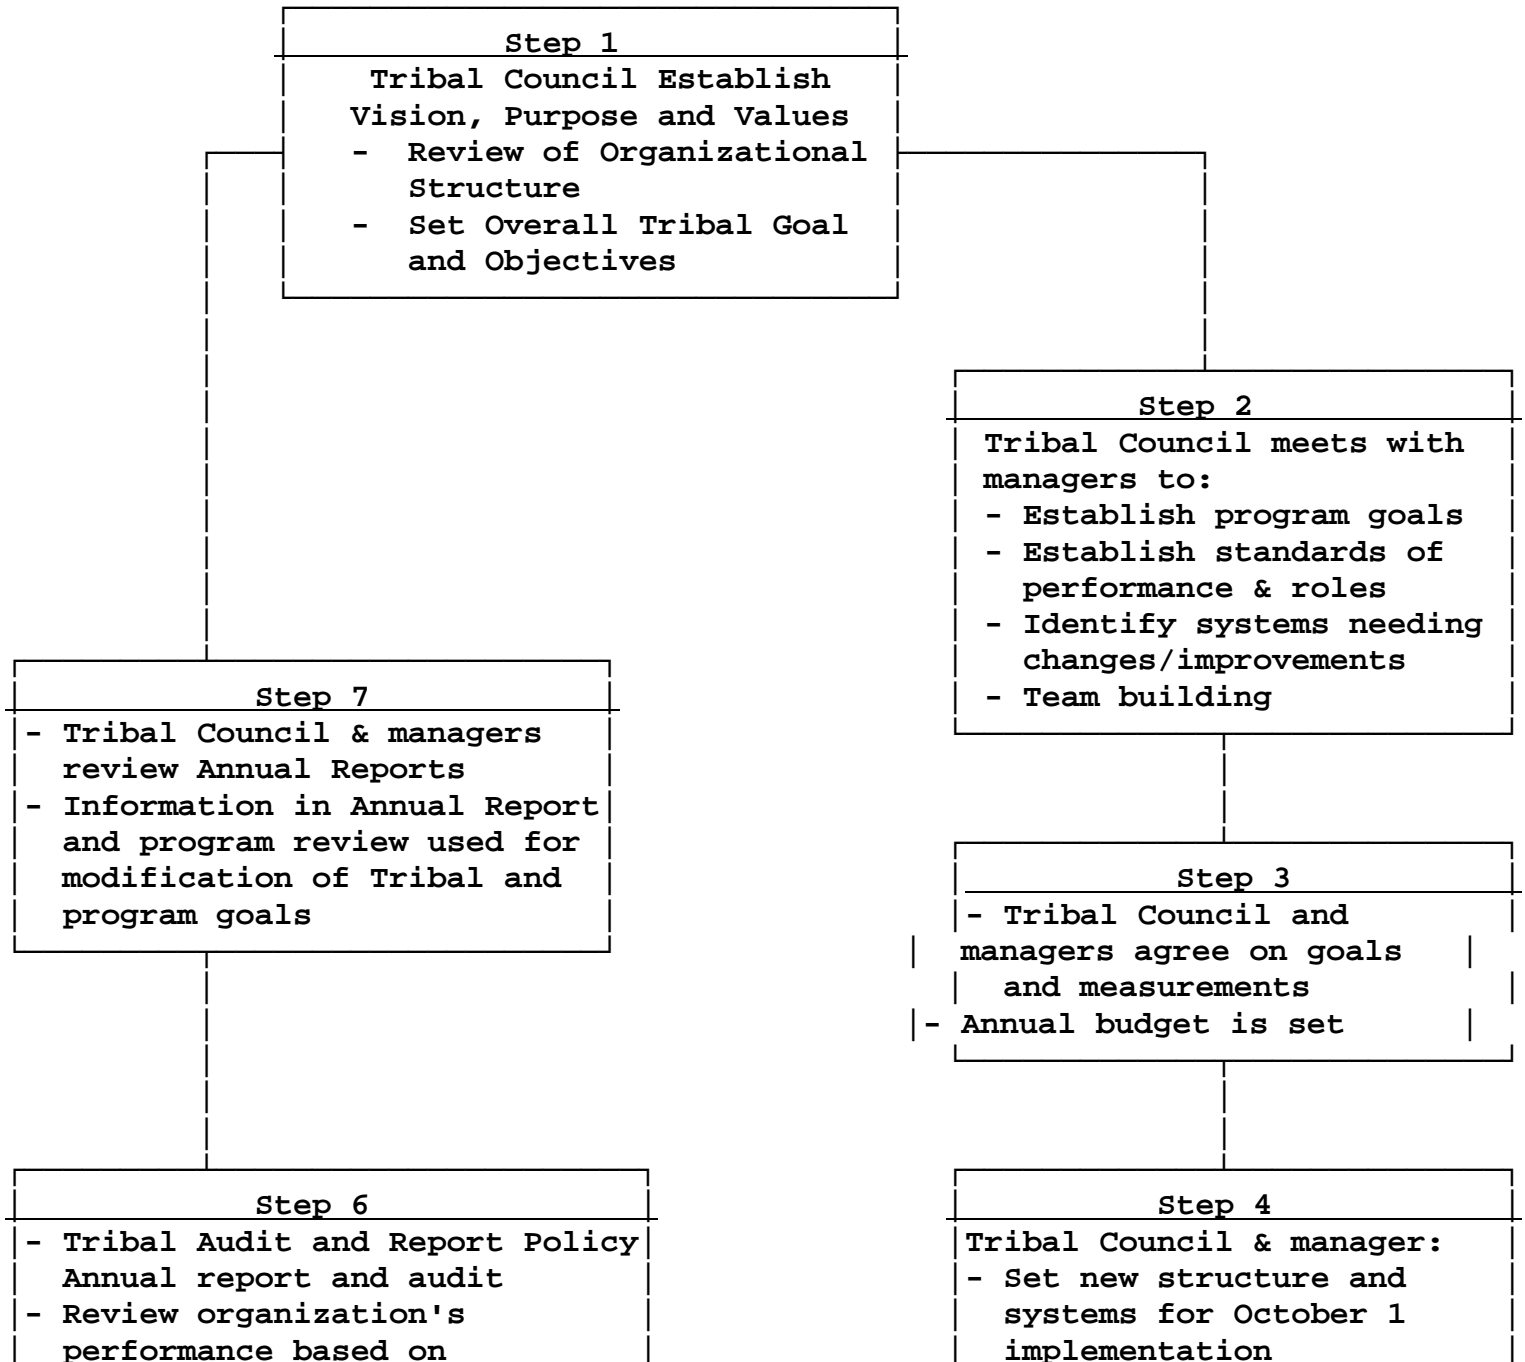 Step 1
Tribal Council Establish
Vision, Purpose and Values
- Review of Organizational
Structure
- Set Overall Tribal Goal
and Objectives
Step 2
Tribal Council meets with
managers to:
- Establish program goals
- Establish standards of
performance & roles
- Identify systems needing
changes/improvements
- Team building
Step 7
- Tribal Council & managers
review Annual Reports
- Information in Annual Report
and program review used for
modification of Tribal and
program goals
Step 3
- Tribal Council and
managers agree on goals
and measurements
- Annual budget is set
Step 6
- Tribal Audit and Report Policy
Annual report and audit
- Review organization's
performance based on
Step 4
Tribal Council & manager:
- Set new structure and
systems for October 1
implementation